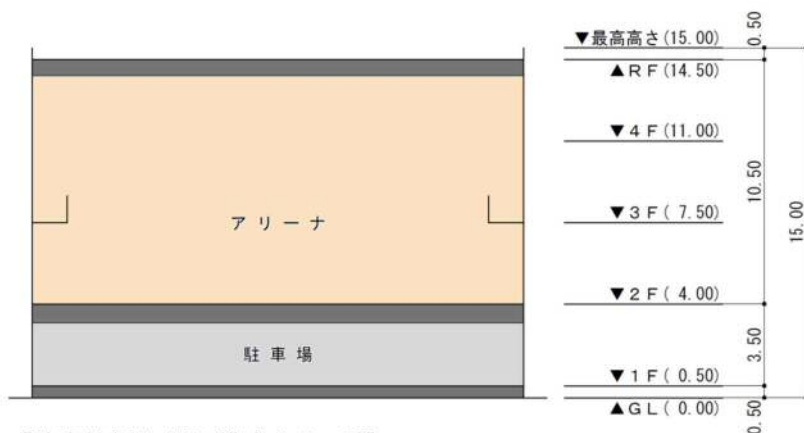 ▼最高高さ(15.00)
▲RF(14.50)
▼4F(11.00)
アリーナ
▼3F( 7.50)
▼2F( 4.00)
駐車場
▼1F( 0.50)
▲GL( 0.00)
0.50
10.50
3.50
0.50
15.00